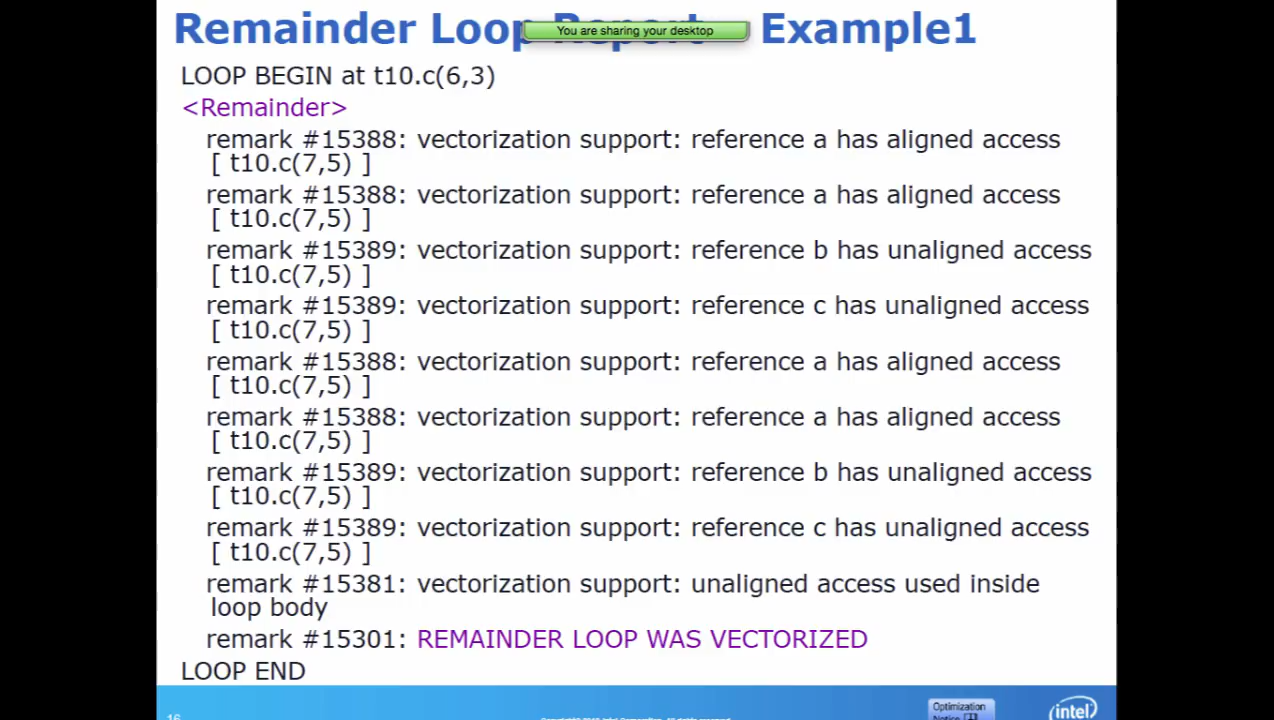 Remainder Loop Report Example1
You are sharing your desktop
LOOP BEGIN at t10.c(6,3)
<Remainder>
remark #15388: vectorization support: reference a has aligned access
[ t10.c(7,5) ]
remark #15388: vectorization support: reference a has aligned access
[ t10.c(7,5) ]
remark #15389: vectorization support: reference b has unaligned access
[ t10.c(7,5) ]
remark #15389: vectorization support: reference c has unaligned access
[ t10.c(7,5) ]
remark #15388: vectorization support: reference a has aligned access
[ t10.c(7,5) ]
remark #15388: vectorization support: reference a has aligned access
[ t10.c(7,5) ]
remark #15389: vectorization support: reference b has unaligned access
[ t10.c(7,5) ]
remark #15389: vectorization support: reference c has unaligned access
[ t10.c(7,5) ]
remark #15381: vectorization support: unaligned access used inside
loop body
remark #15301: REMAINDER LOOP WAS VECTORIZED
LOOP END
16
Optimization
Notice
intel